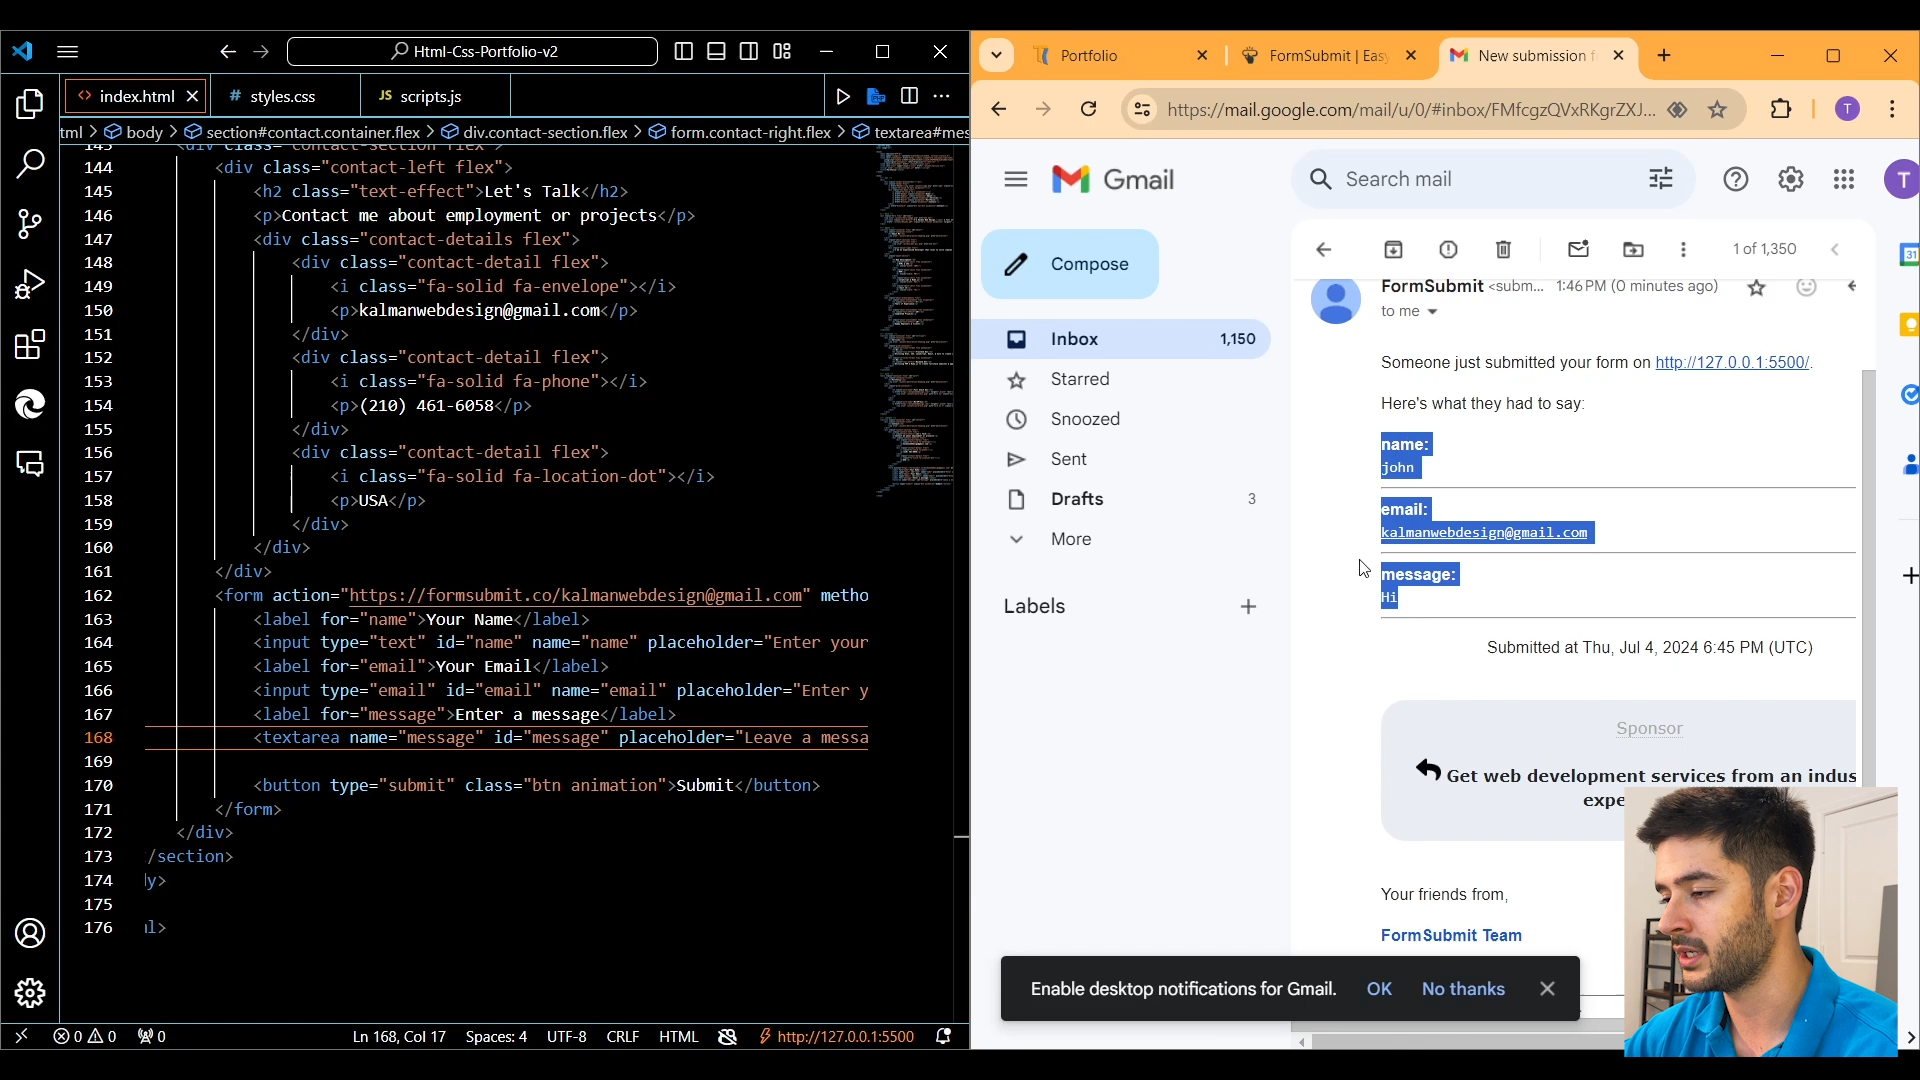 Html-Css-Portfolio-v2
index.html
# styles.css
JS scripts.js
tml > body > section#contact.container.flex > div.contact-section.flex > form.contact-right.flex > textarea#mes
143 <div class="contact-section flex">
144 <div class="contact-left flex">
145 <h2 class="text-effect">Let's Talk</h2>
146 <p>Contact me about employment or projects</p>
147 <div class="contact-details flex">
148 <div class="contact-detail flex">
149 <i class="fa-solid fa-envelope"></i>
150 <p>kalmanwebdesign@gmail.com</p>
151 </div>
152 <div class="contact-detail flex">
153 <i class="fa-solid fa-phone"></i>
154 <p>(210) 461-6058</p>
155 </div>
156 <div class="contact-detail flex">
157 <i class="fa-solid fa-location-dot"></i>
158 <p>USA</p>
159 </div>
160 </div>
161 </div>
162 <form action="https://formsubmit.co/kalmanwebdesign@gmail.com" metho
163 <label for="name">Your Name</label>
164 <input type="text" id="name" name="name" placeholder="Enter your
165 <label for="email">Your Email</label>
166 <input type="email" id="email" name="email" placeholder="Enter y
167 <label for="message">Enter a message</label>
168 <textarea name="message" id="message" placeholder="Leave a messa
169
170 <button type="submit" class="btn animation">Submit</button>
171 </form>
172 </div>
173 /section>
174 y>
175
176 l>
0 0 0 Ln 168, Col 17 Spaces: 4 UTF-8 CRLF HTML http://127.0.0.1:5500
Portfolio
FormSubmit | Easy
New submission f
https://mail.google.com/mail/u/0/#inbox/FMfcgzQVxRKgrZXJ...
T
Gmail
Search mail
T
Compose
1 of 1,350
31
Inbox 1,150
Starred
Snoozed
Sent
Drafts 3
More
Labels
FormSubmit <subm... 1:46 PM (0 minutes ago)
to me
Someone just submitted your form on http://127.0.0.1:5500/.
Here's what they had to say:
name:
john
email:
kalmanwebdesign@gmail.com
message:
Hi
Submitted at Thu, Jul 4, 2024 6:45 PM (UTC)
Sponsor
Get web development services from an indus
expe
Your friends from,
FormSubmit Team
Enable desktop notifications for Gmail. OK No thanks